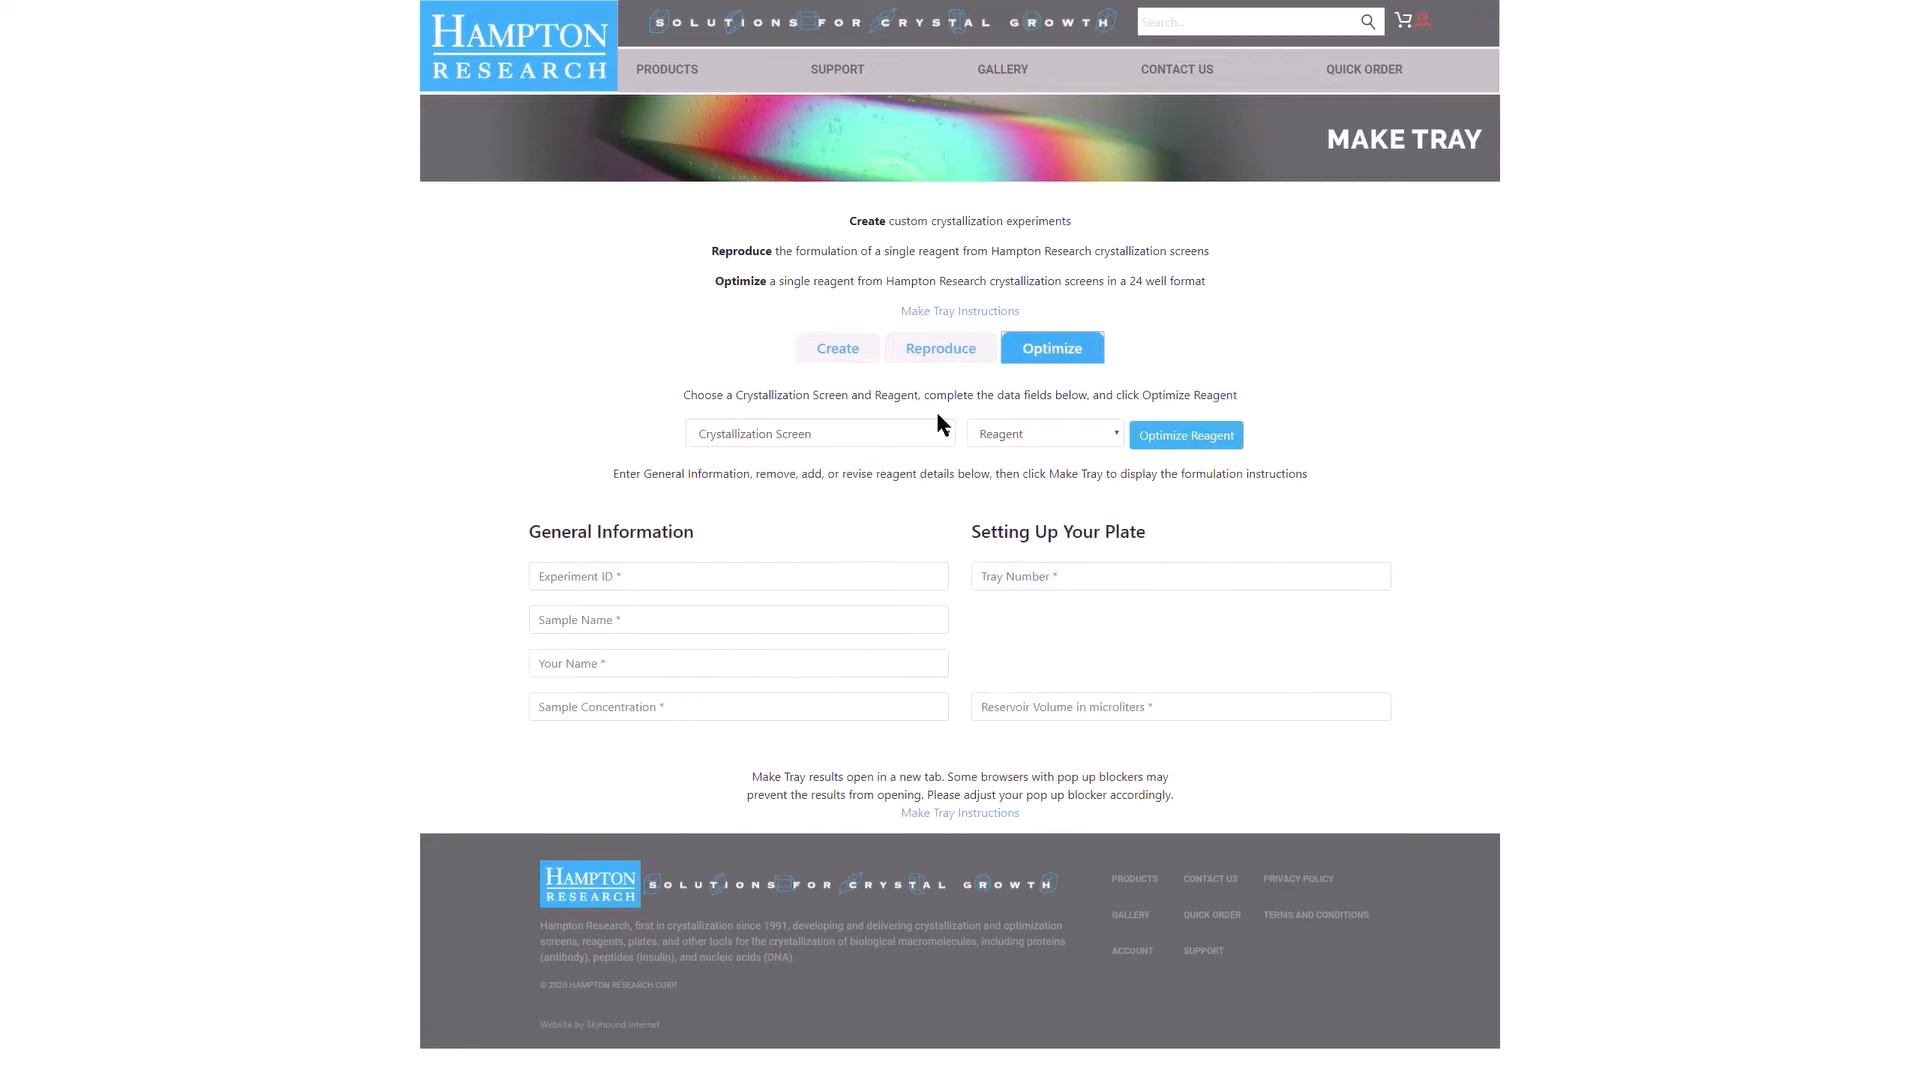 HAMPTON
RESEARCH
SOLUTIONS FOR CRYSTAL GROWTH
Search...
PRODUCTS
SUPPORT
GALLERY
CONTACT US
QUICK ORDER
MAKE TRAY
Create custom crystallization experiments
Reproduce the formulation of a single reagent from Hampton Research crystallization screens
Optimize a single reagent from Hampton Research crystallization screens in a 24 well format
Make Tray Instructions
Create
Reproduce
Optimize
Choose a Crystallization Screen and Reagent, complete the data fields below, and click Optimize Reagent
Crystallization Screen
Reagent
Optimize Reagent
Enter General Information, remove, add, or revise reagent details below, then click Make Tray to display the formulation instructions
General Information
Setting Up Your Plate
Experiment ID *
Tray Number *
Sample Name *
Your Name *
Sample Concentration *
Reservoir Volume in microliters *
Make Tray results open in a new tab. Some browsers with pop up blockers may
prevent the results from opening. Please adjust your pop up blocker accordingly.
Make Tray Instructions
HAMPTON
RESEARCH
SOLUTIONS FOR CRYSTAL GROWTH
Hampton Research, first in crystallization since 1991, developing and delivering crystallization and optimization
screens, reagents, plates, and other tools for the crystallization of biological macromolecules, including proteins
(antibody), peptides (insulin), and nucleic acids (DNA).
© 2020 HAMPTON RESEARCH CORP.
Website by Skyhound Internet
PRODUCTS
CONTACT US
PRIVACY POLICY
GALLERY
QUICK ORDER
TERMS AND CONDITIONS
ACCOUNT
SUPPORT